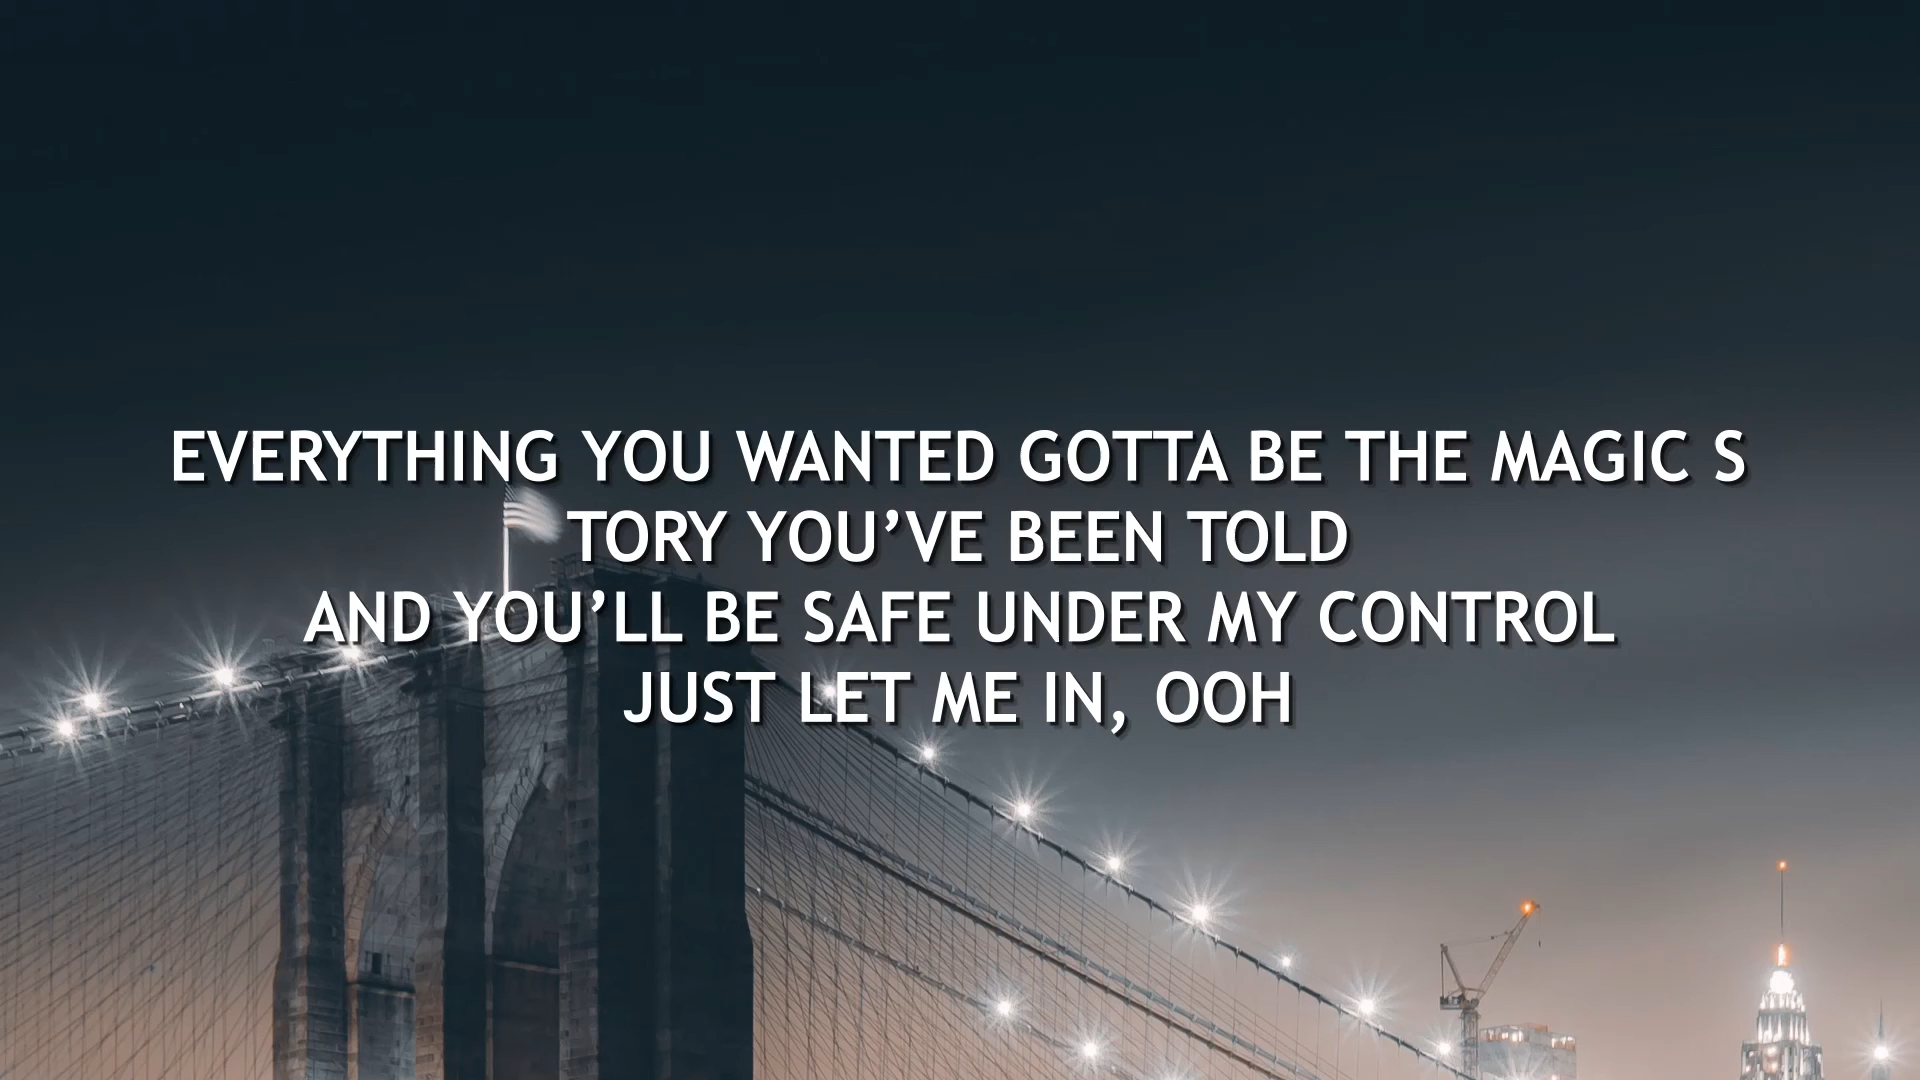 EVERYTHING YOU WANTED GOTTA BE THE MAGIC S
TORY YOU’VE BEEN TOLD
AND YOU’LL BE SAFE UNDER MY CONTROL
JUST LET ME IN, OOH